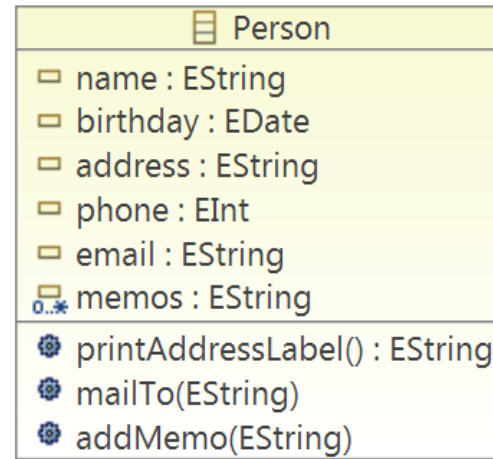 Person
name : EString
birthday : EDate
address : EString
phone : EInt
email : EString
0..* memos : EString
printAddressLabel() : EString
mailTo(EString)
addMemo(EString)